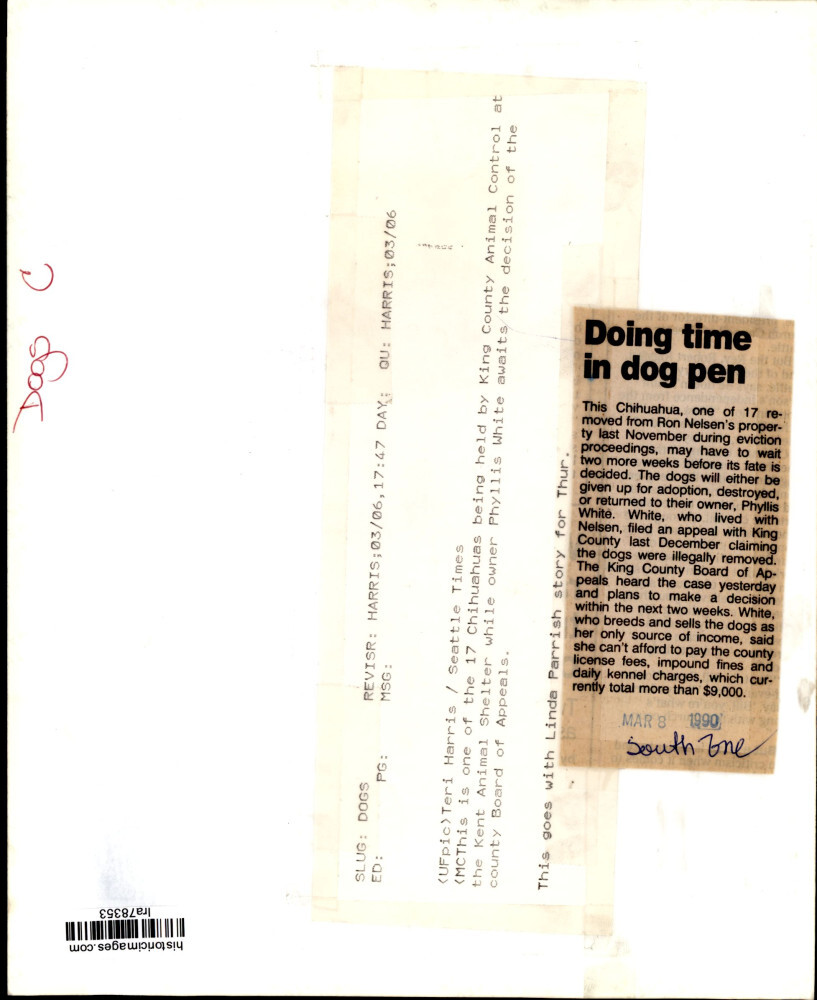 Dogs C
SLUG: DOGS REVISR: HARRIS;03/06,17:47 DAY: QU: HARRIS;03/06
ED: PG: MSG:
<UFpic>Teri Harris / Seattle Times
<MCThis is one of the 17 Chihuahuas being held by King County Animal Control at
the Kent Animal Shelter while owner Phyllis White awaits the decision of the
county Board of Appeals.
This goes with Linda Parrish story for Thur.
Doing time
in dog pen
This Chihuahua, one of 17 re-
moved from Ron Nelsen's proper-
ty last November during eviction
proceedings, may have to wait
two more weeks before its fate is
decided. The dogs will either be
given up for adoption, destroyed,
or returned to their owner, Phyllis
White. White, who lived with
Nelsen, filed an appeal with King
County last December claiming
the dogs were illegally removed.
The King County Board of Ap-
peals heard the case yesterday
and plans to make a decision
within the next two weeks. White,
who breeds and sells the dogs as
her only source of income, said
she can't afford to pay the county
license fees, impound fines and
daily kennel charges, which cur-
rently total more than $9,000.
MAR 8 1990
South Zone
historicimages.com
lra78353